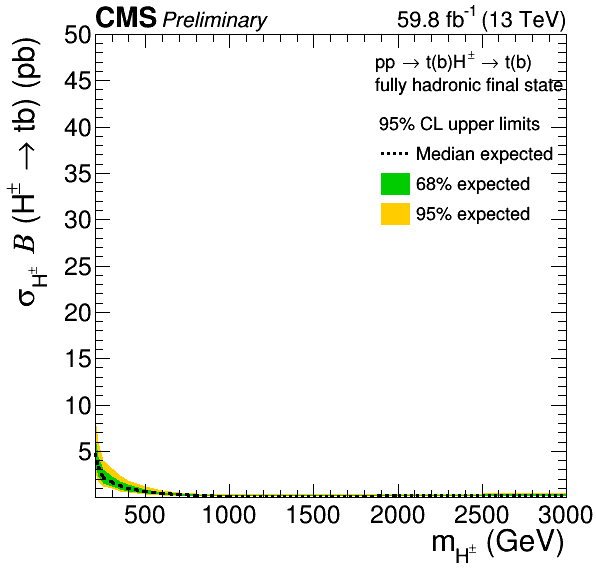 CMS Preliminary 59.8 fb⁻¹ (13 TeV)
pp → t(b)H± → t(b)
fully hadronic final state
95% CL upper limits
Median expected
68% expected
95% expected
σH± B (H± → tb) (pb)
50
45
40
35
30
25
20
15
10
5
500 1000 1500 2000 2500 3000
mH± (GeV)